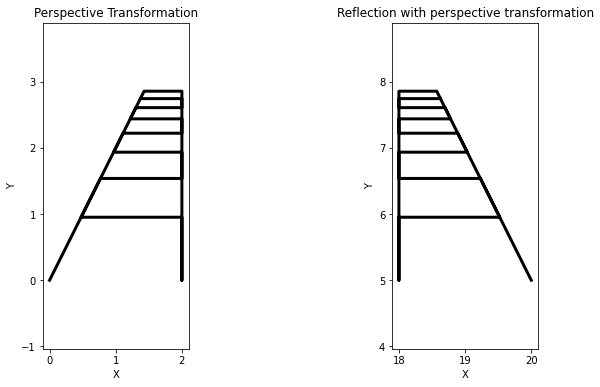 Perspective Transformation
Reflection with perspective transformation
3
2
1
0
−1
Y
0 1 2
X
8
7
6
5
4
Y
18 19 20
X